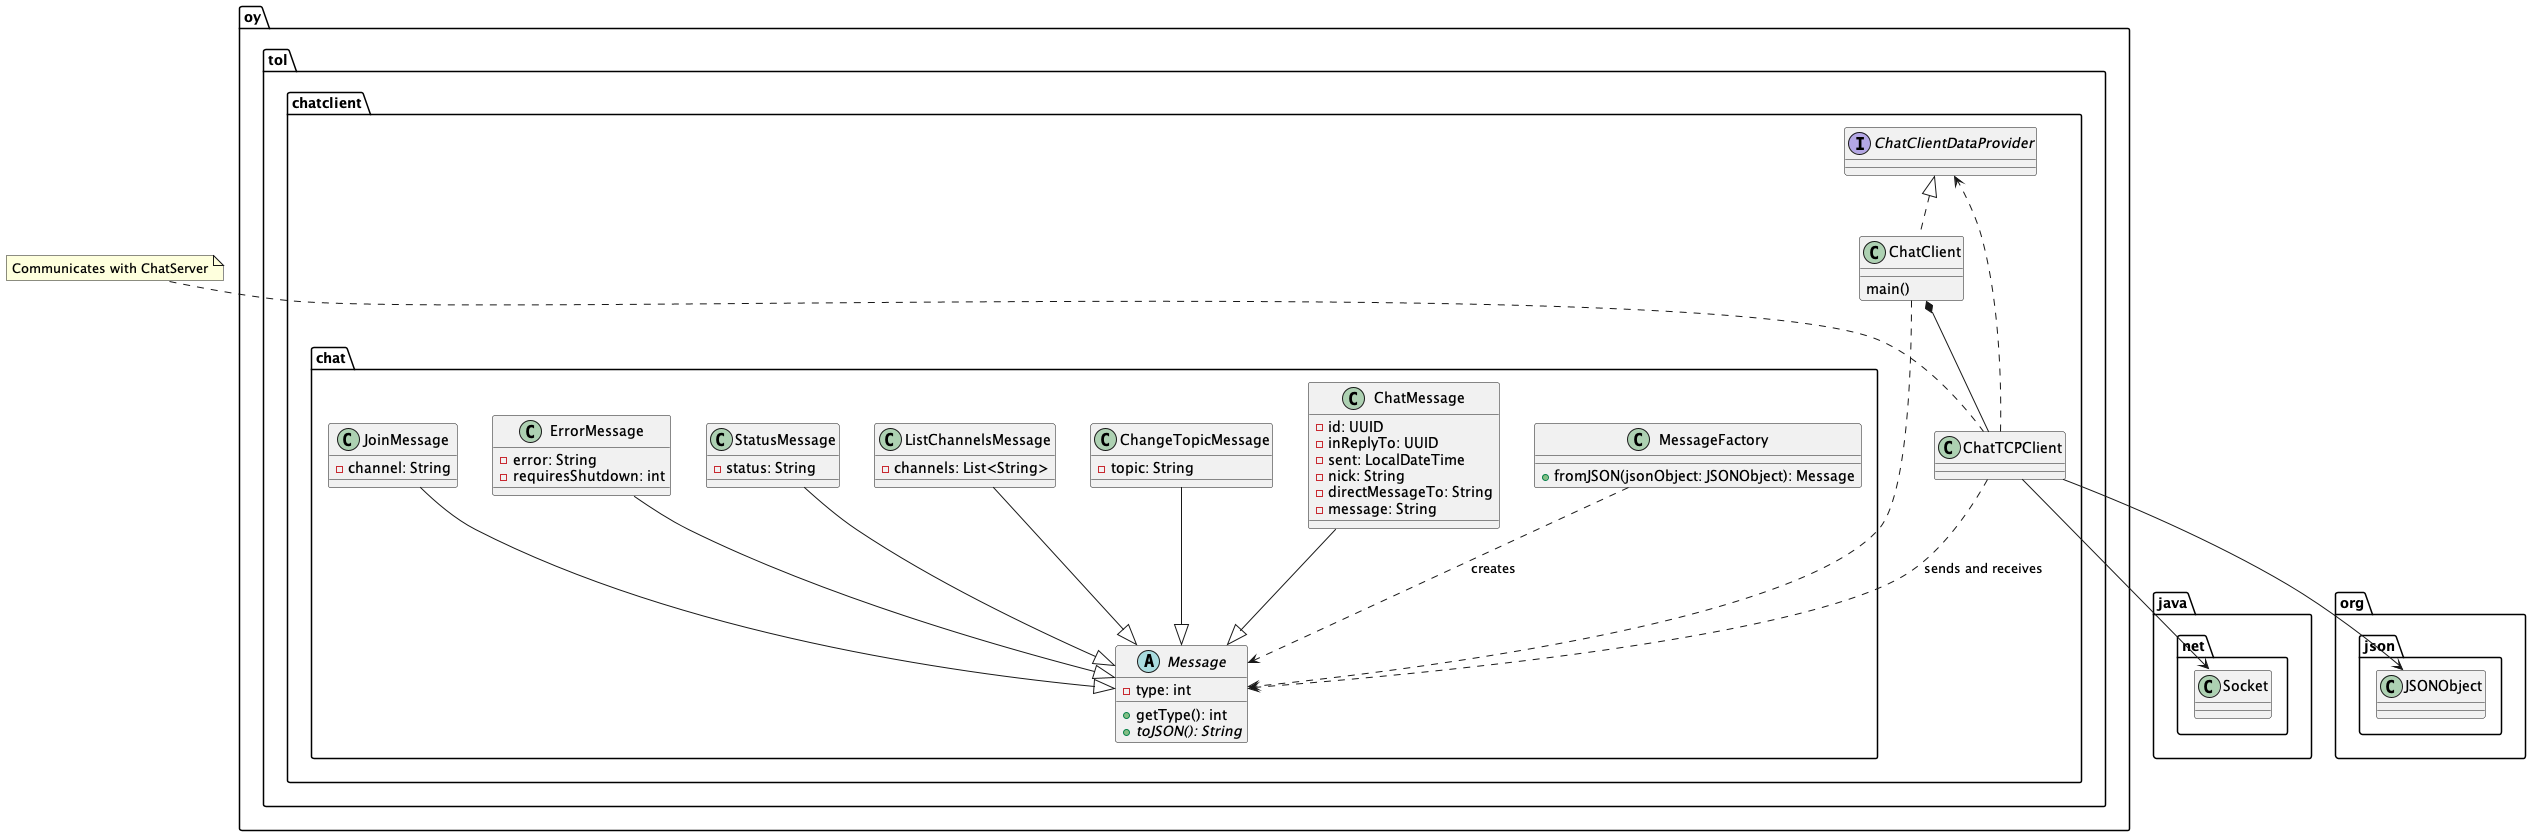 oy
tol
chatclient
I ChatClientDataProvider
C ChatClient
main()
Communicates with ChatServer
chat
C JoinMessage
channel: String
C ErrorMessage
error: String
requiresShutdown: int
C StatusMessage
status: String
C ListChannelsMessage
channels: List<String>
C ChangeTopicMessage
topic: String
C ChatMessage
id: UUID
inReplyTo: UUID
sent: LocalDateTime
nick: String
directMessageTo: String
message: String
C MessageFactory
fromJSON(jsonObject: JSONObject): Message
C ChatTCPClient
creates
sends and receives
A Message
type: int
getType(): int
toJSON(): String
java
net
C Socket
org
json
C JSONObject